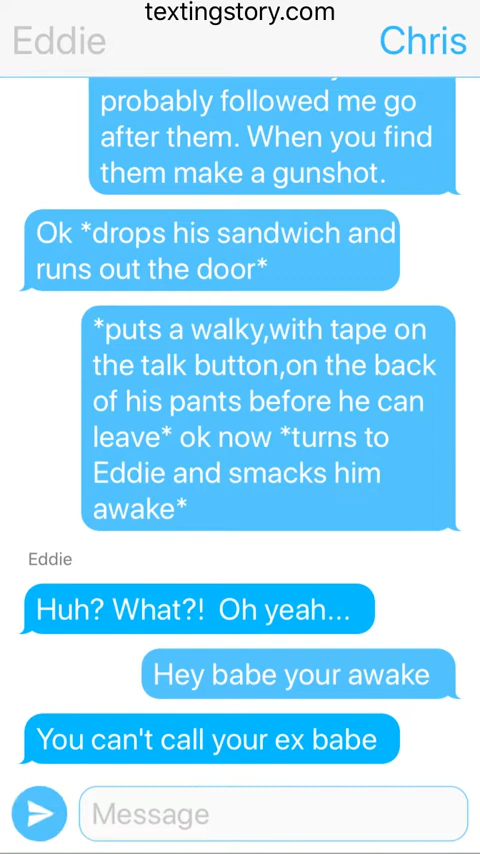 textingstory.com
Eddie
Chris
probably followed me go
after them. When you find
them make a gunshot.
Ok *drops his sandwich and
runs out the door*
*puts a walky,with tape on
the talk button,on the back
of his pants before he can
leave* ok now *turns to
Eddie and smacks him
awake*
Eddie
Huh? What?!  Oh yeah...
Hey babe your awake
You can't call your ex babe
Message